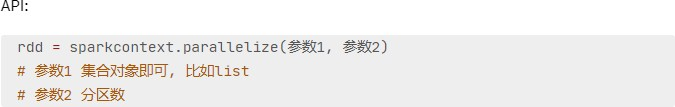 API:
rdd = sparkcontext.parallelize(参数1, 参数2)
# 参数1 集合对象即可, 比如list
# 参数2 分区数